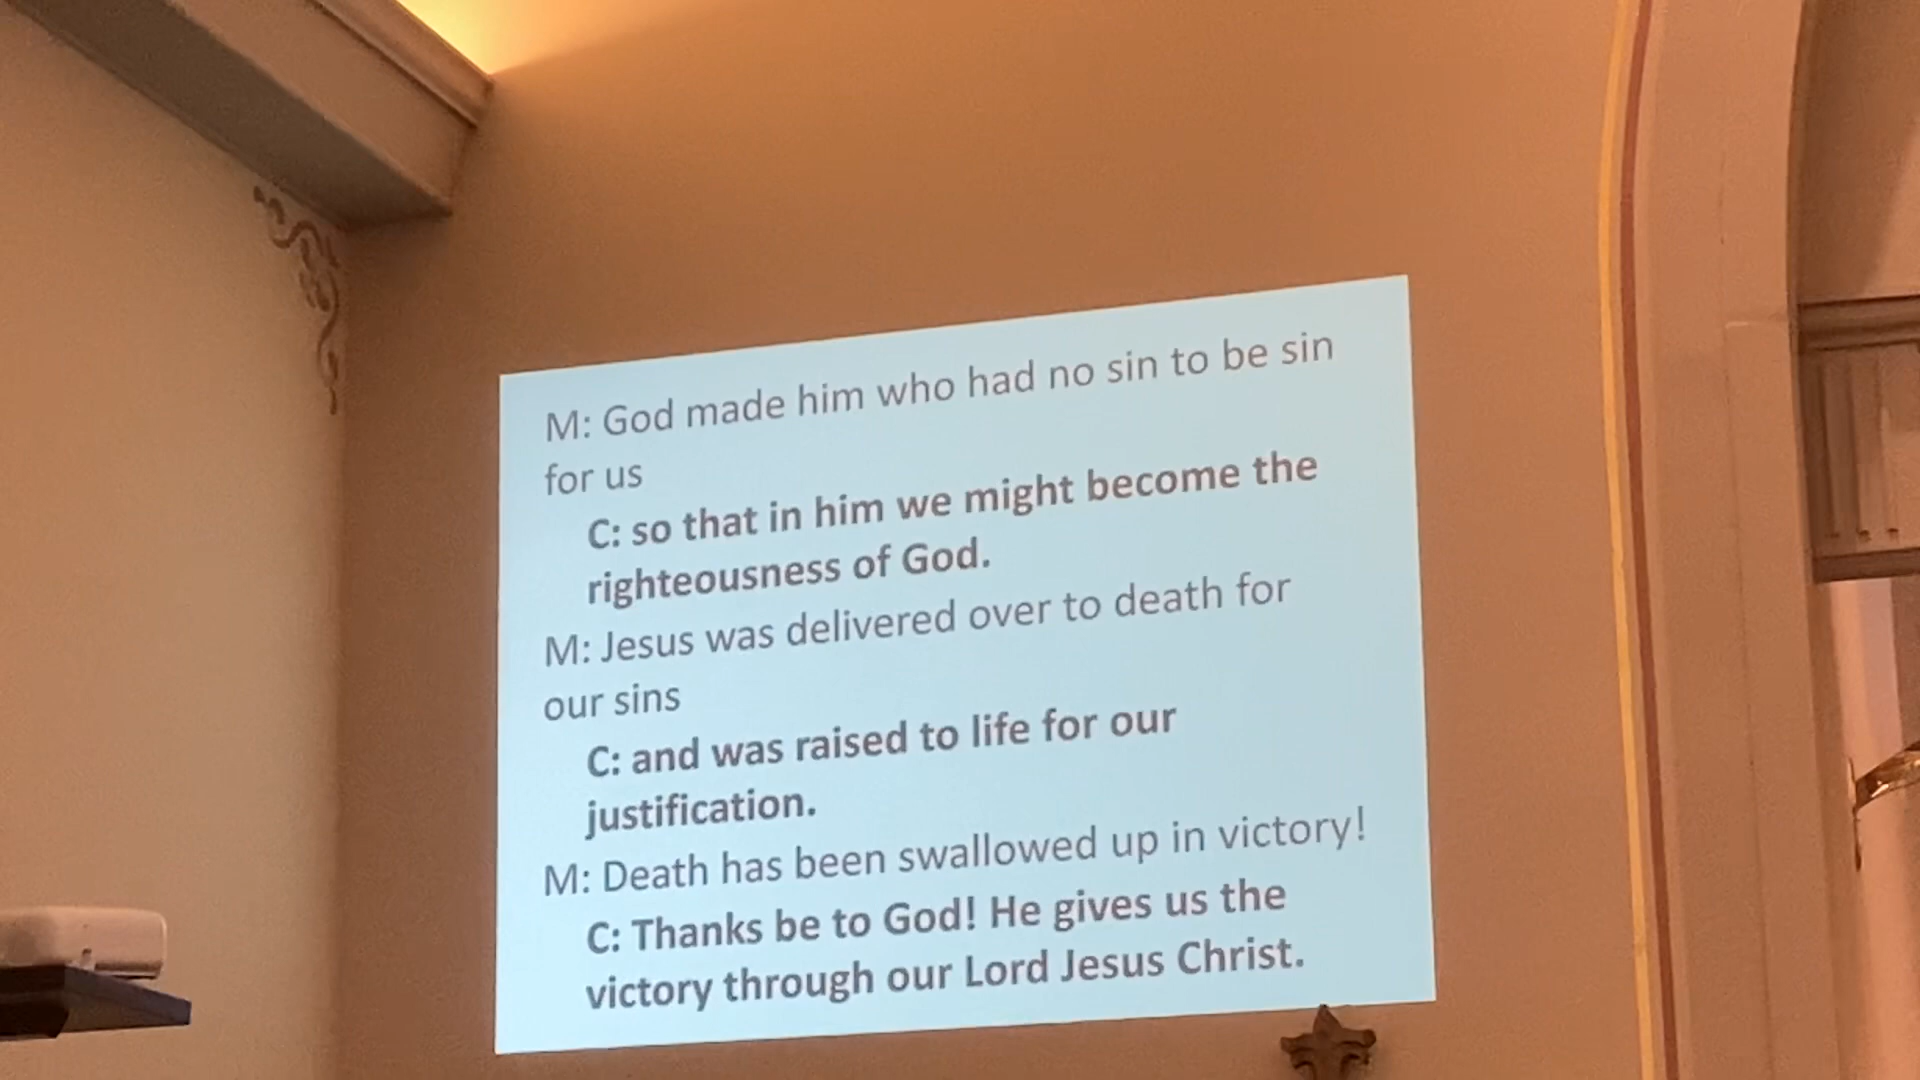 M: God made him who had no sin to be sin
for us
C: so that in him we might become the
righteousness of God.
M: Jesus was delivered over to death for
our sins
C: and was raised to life for our
justification.
M: Death has been swallowed up in victory!
C: Thanks be to God! He gives us the
victory through our Lord Jesus Christ.